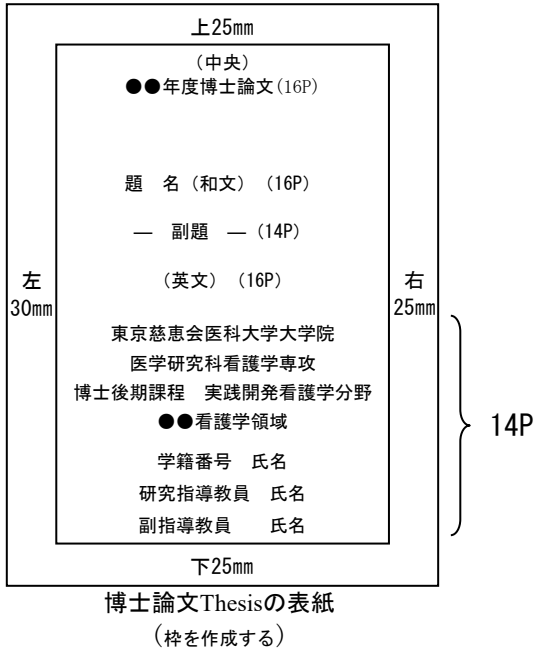 上25mm
（中央）
●●年度博士論文(16P)
題　名（和文）（16P）
―　副題　―（14P）
（英文）（16P）
左
30mm
右
25mm
東京慈恵会医科大学大学院
医学研究科看護学専攻
博士後期課程　実践開発看護学分野
●●看護学領域
学籍番号　氏名
研究指導教員　氏名
副指導教員　　氏名
14P
下25mm
博士論文Thesisの表紙
（枠を作成する）